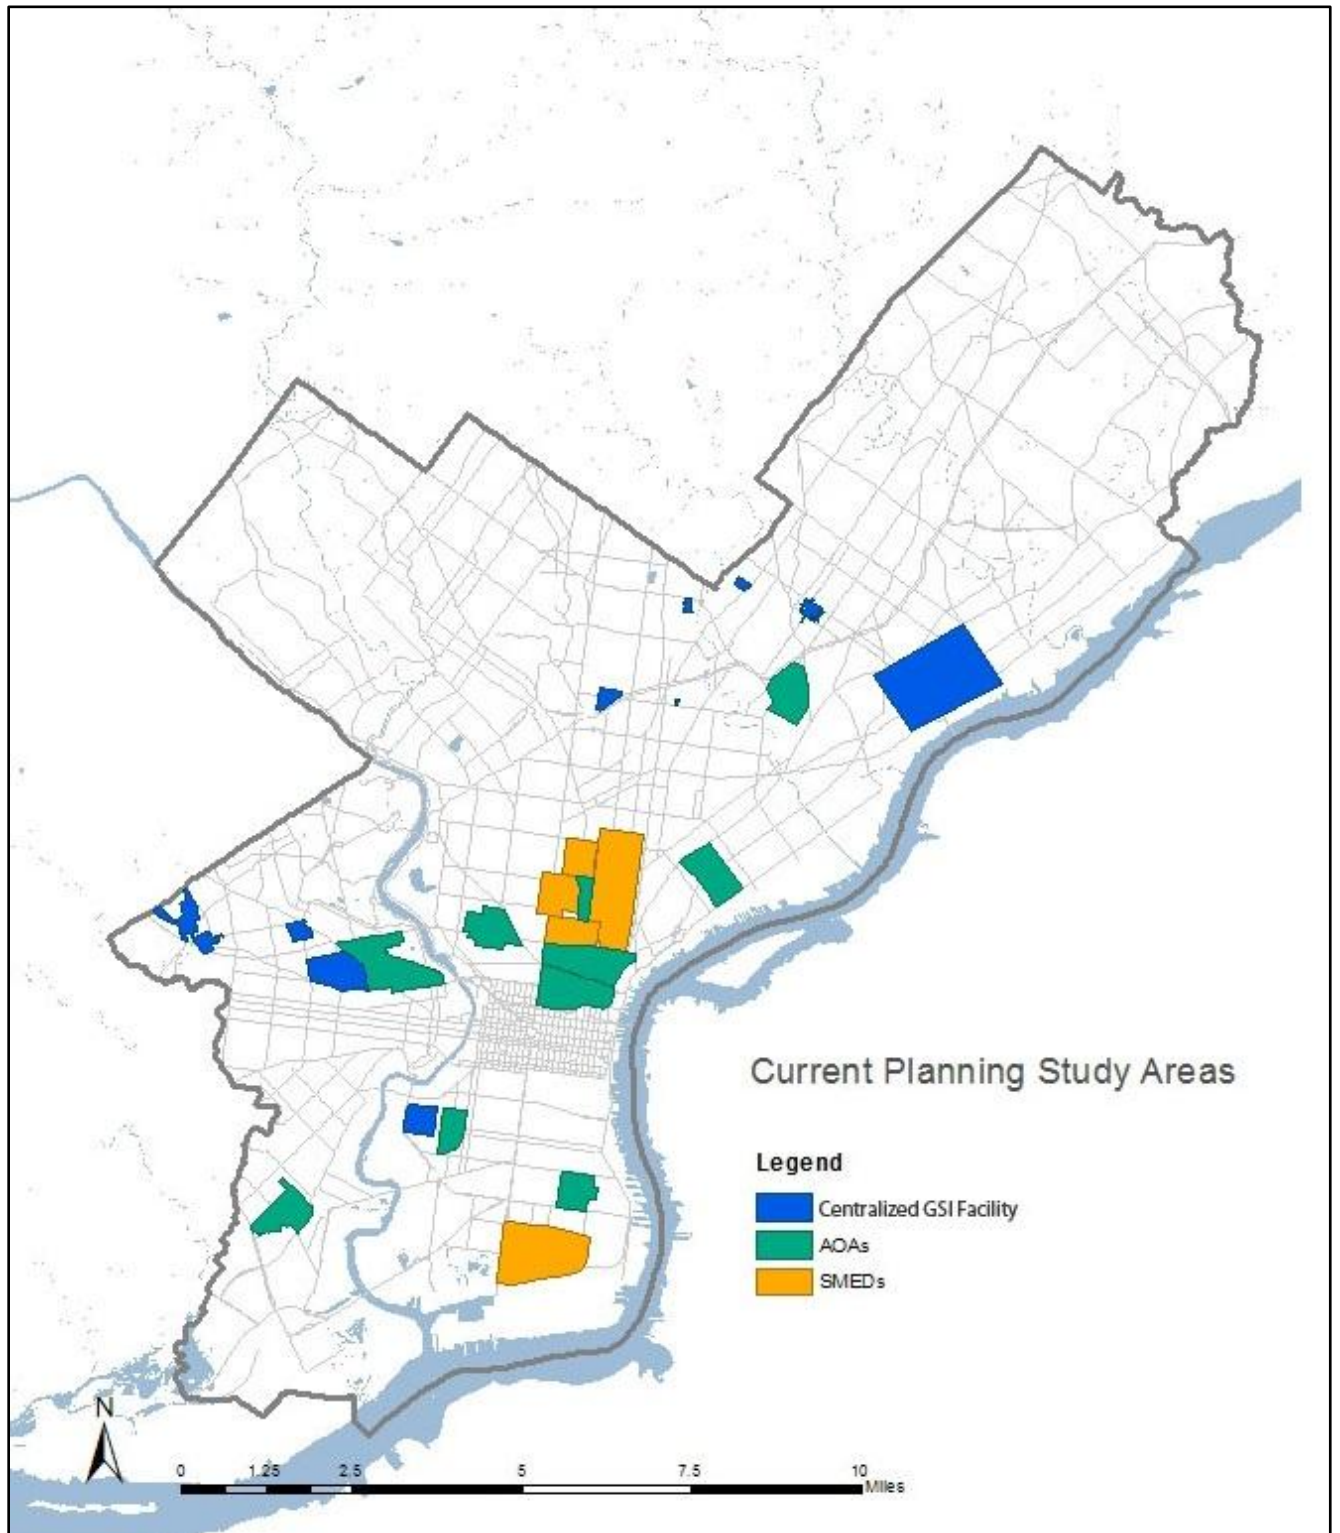 Current Planning Study Areas
Legend
Centralized GSI Facility
AOAs
SMEDs
N
0 1.25 2.5 5 7.5 10
Miles